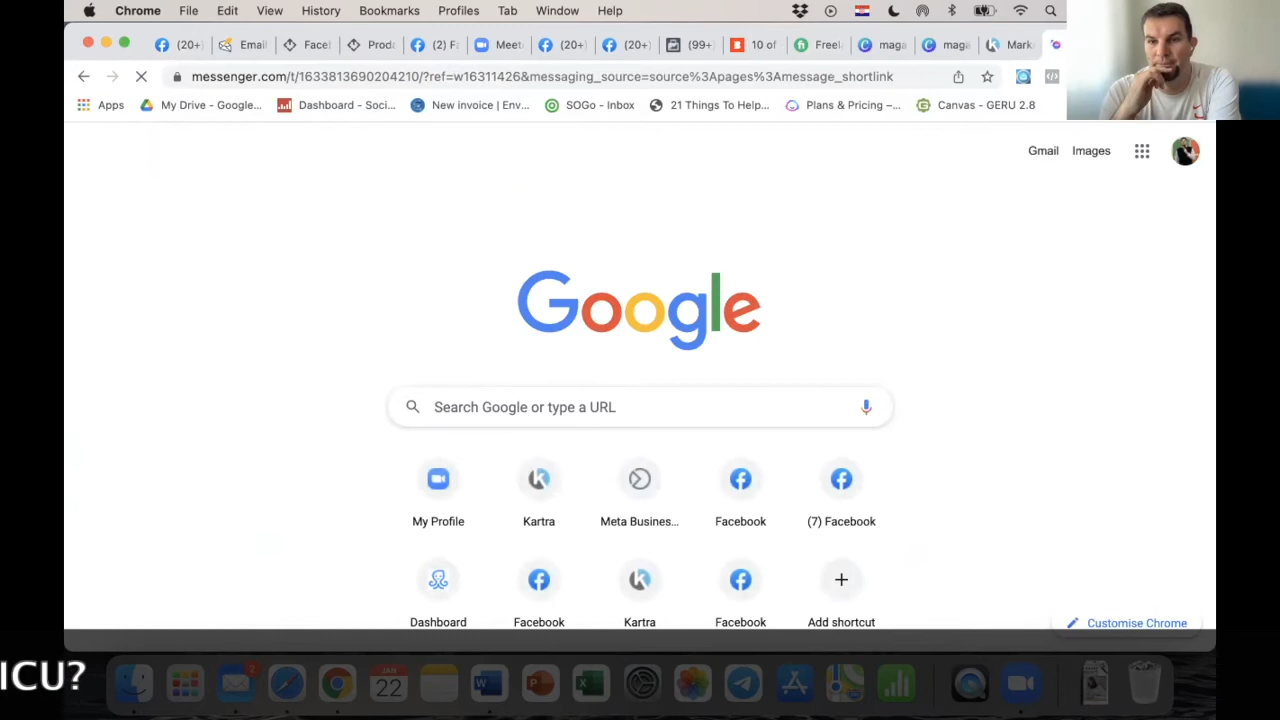 Chrome File Edit View History Bookmarks Profiles Tab Window Help
(20+ Email Facel Prod (2) F Meet (20+ (20+ (99+ 10 of Freel maga maga Mark
messenger.com/t/1633813690204210/?ref=w16311426&messaging_source=source%3Apages%3Amessage_shortlink
Apps My Drive - Google... Dashboard - Soci... New invoice | Env... SOGo - Inbox 21 Things To Help... Plans & Pricing –... Canvas - GERU 2.8
Gmail Images
Google
Search Google or type a URL
My Profile Kartra Meta Busines... Facebook (7) Facebook
Dashboard Facebook Kartra Facebook Add shortcut
Customise Chrome
ICU?
2
JAN
22